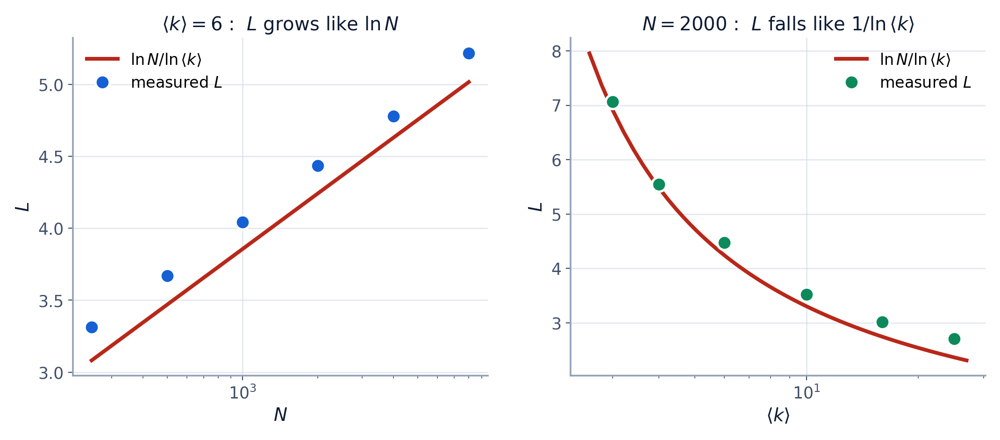 ⟨k⟩ = 6 : L grows like ln N
ln N/ln ⟨k⟩
measured L
L
5.0
4.5
4.0
3.5
3.0
10³
N
N = 2000 : L falls like 1/ln ⟨k⟩
ln N/ln ⟨k⟩
measured L
L
8
7
6
5
4
3
10¹
⟨k⟩